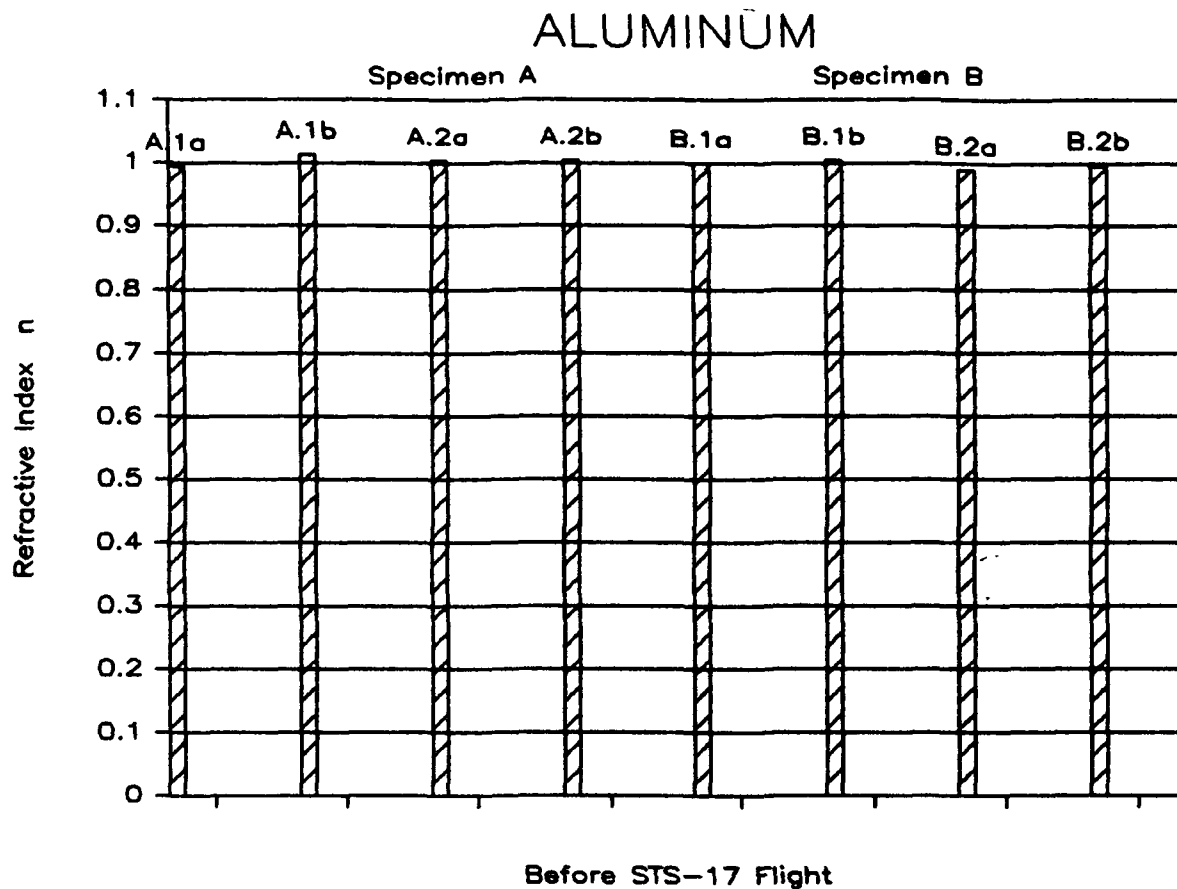 ALUMINUM
Specimen A Specimen B
1.1
A.1a A.1b A.2a A.2b B.1a B.1b B.2a B.2b
1
0.9
0.8
0.7
0.6
0.5
0.4
0.3
0.2
0.1
0
Refractive Index n
Before STS-17 Flight